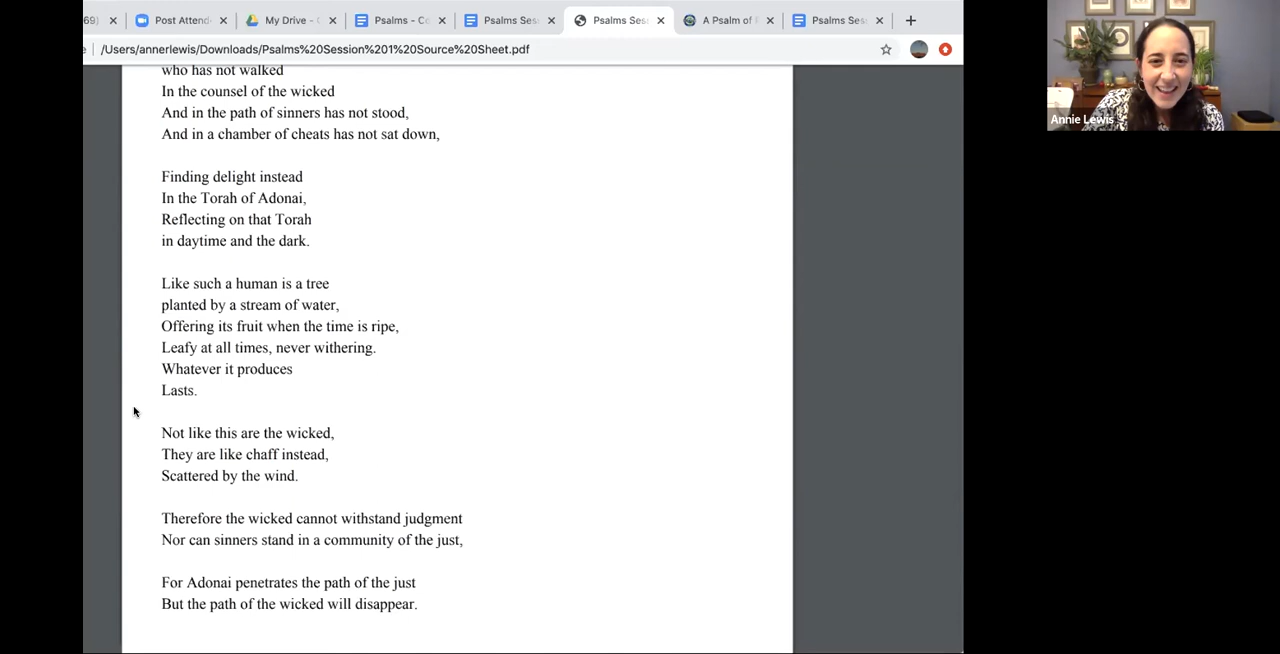 69)
Post Attend
My Drive -
Psalms - C
Psalms Ses
Psalms Ses
A Psalm of
Psalms Ses
/Users/annerlewis/Downloads/Psalms%20Session%201%20Source%20Sheet.pdf
Annie Lewis
who has not walked
In the counsel of the wicked
And in the path of sinners has not stood,
And in a chamber of cheats has not sat down,
Finding delight instead
In the Torah of Adonai,
Reflecting on that Torah
in daytime and the dark.
Like such a human is a tree
planted by a stream of water,
Offering its fruit when the time is ripe,
Leafy at all times, never withering.
Whatever it produces
Lasts.
Not like this are the wicked,
They are like chaff instead,
Scattered by the wind.
Therefore the wicked cannot withstand judgment
Nor can sinners stand in a community of the just,
For Adonai penetrates the path of the just
But the path of the wicked will disappear.